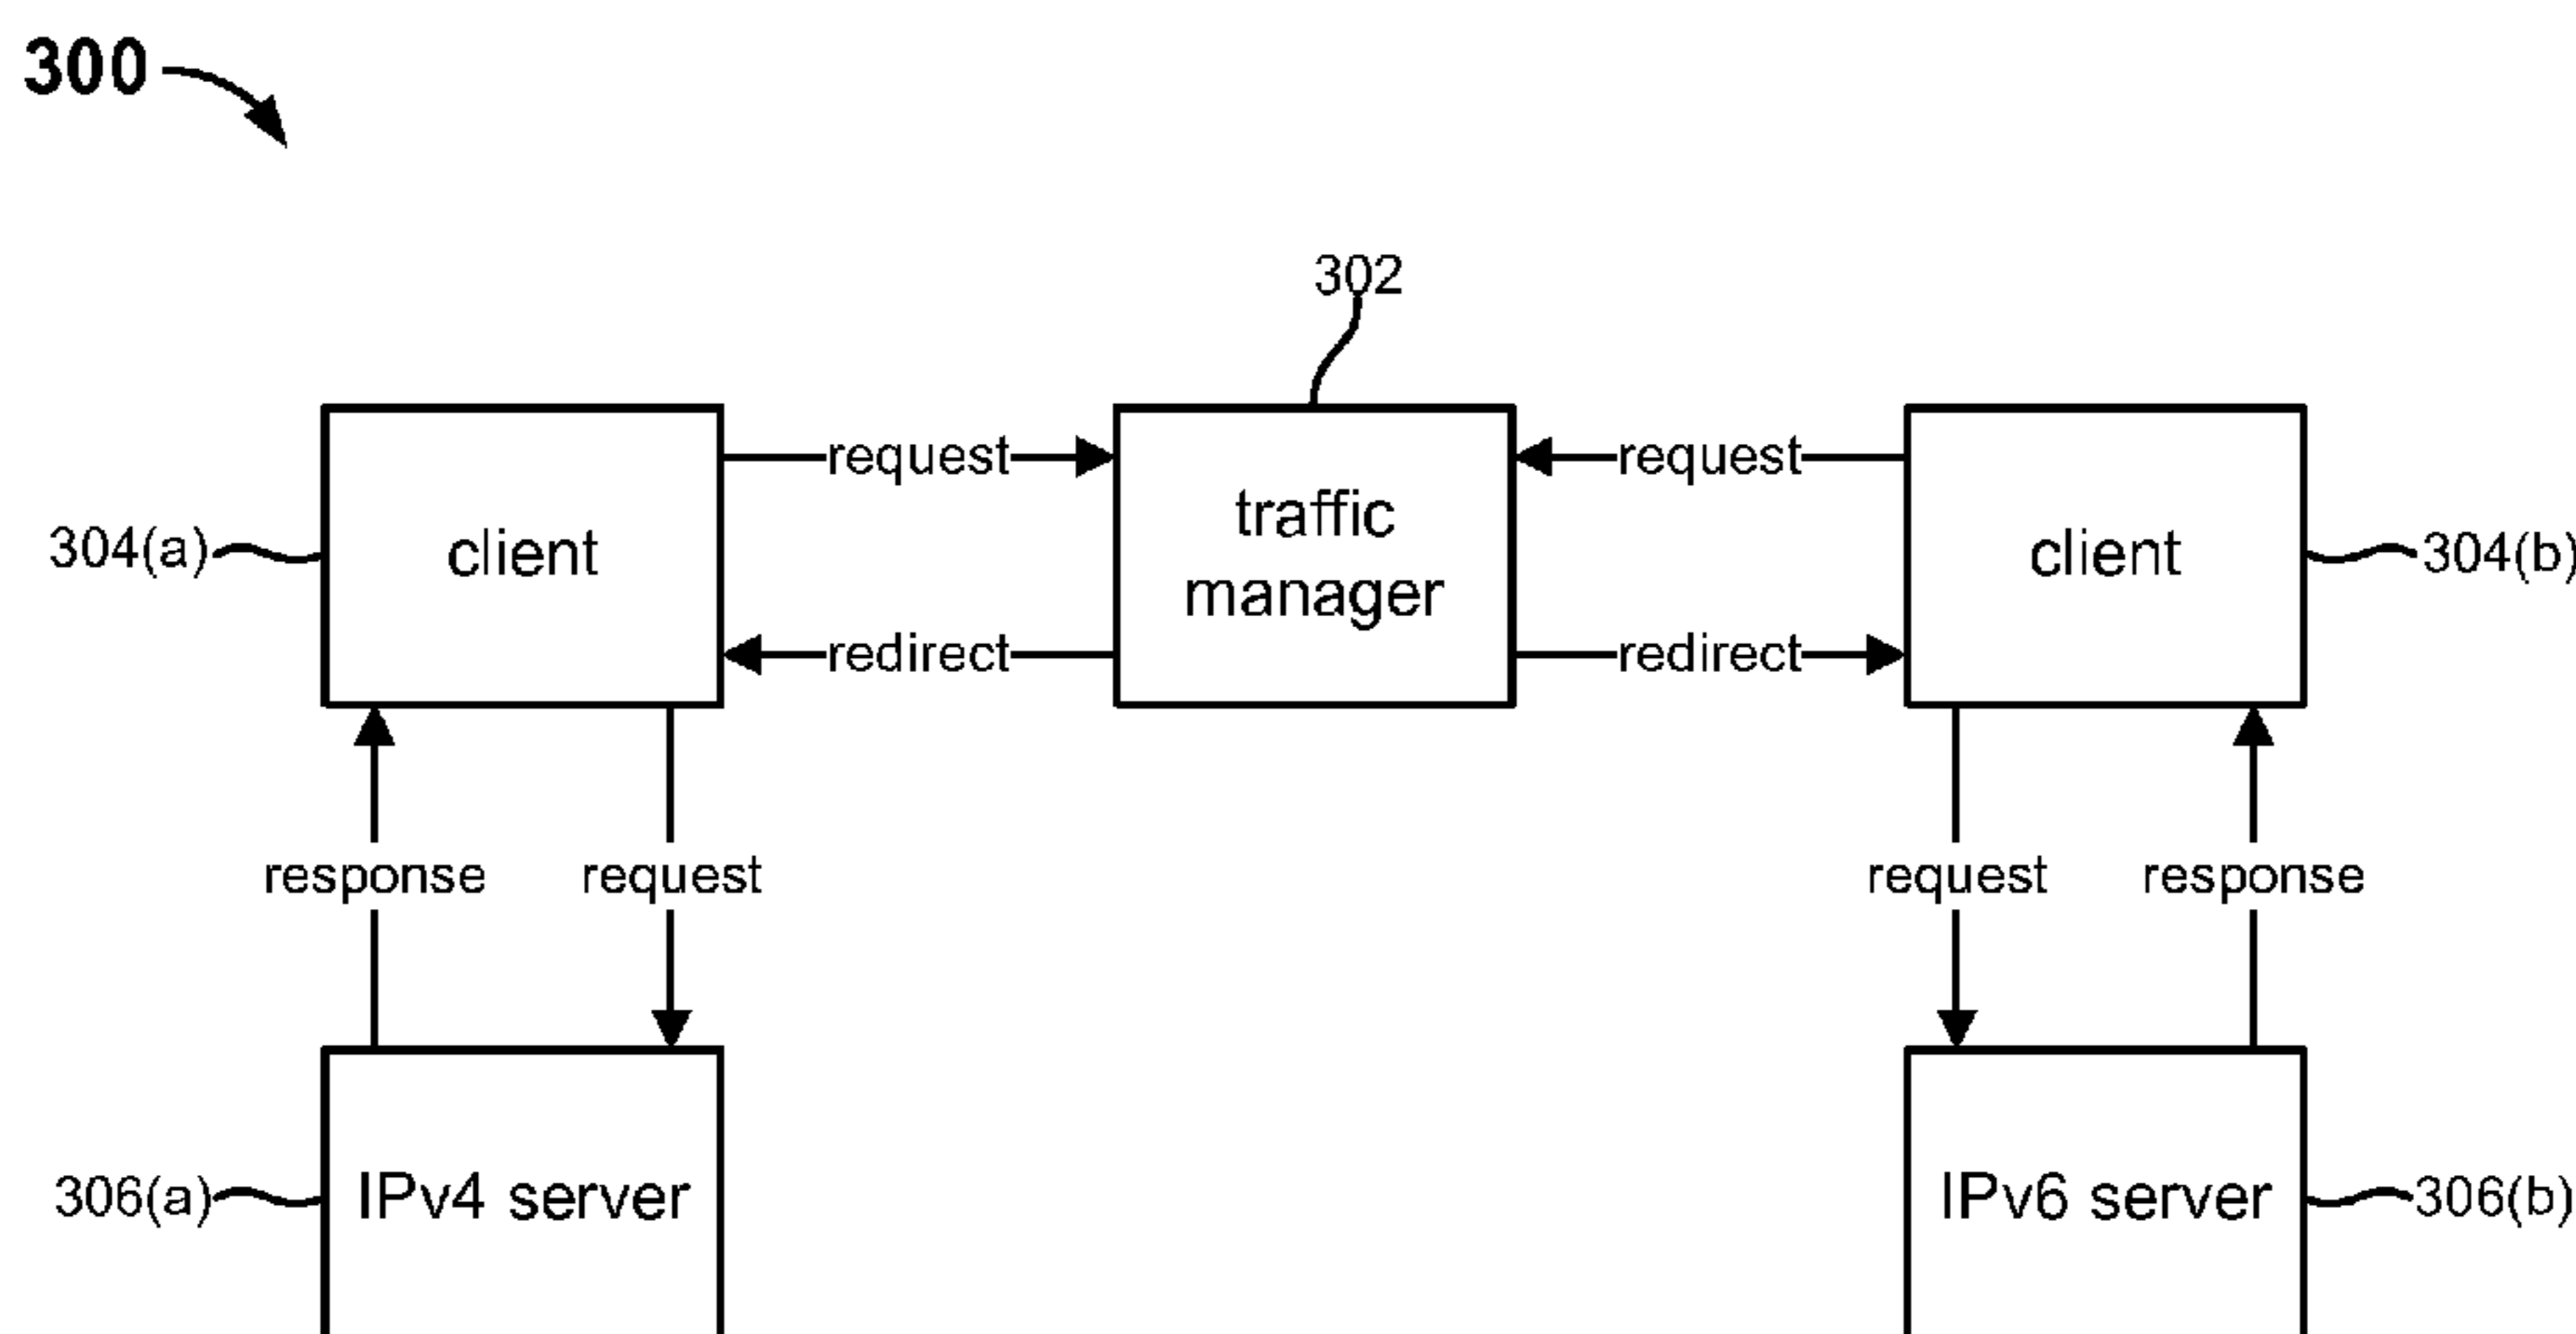 300
302
request
request
traffic
manager
304(a)
client
client
304(b)
redirect
redirect
response
request
request
response
306(a)
IPv4 server
IPv6 server
306(b)